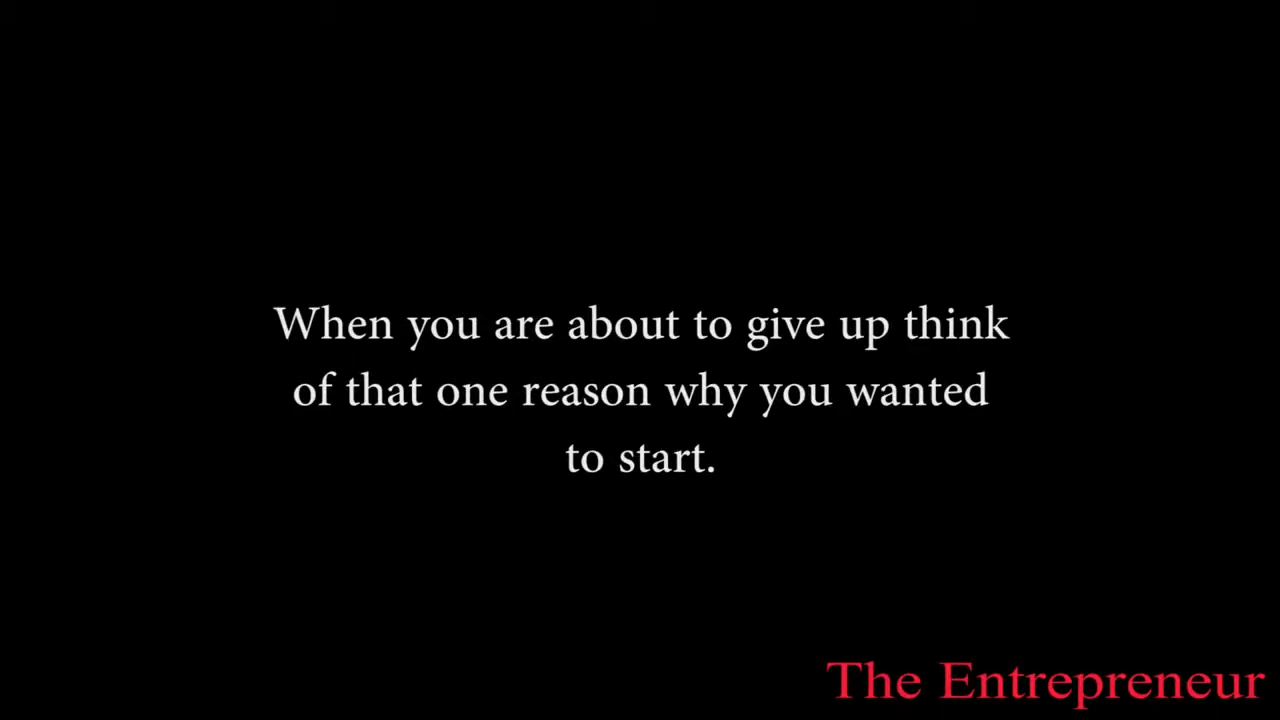 When you are about to give up think
of that one reason why you wanted
to start.
The Entrepreneur